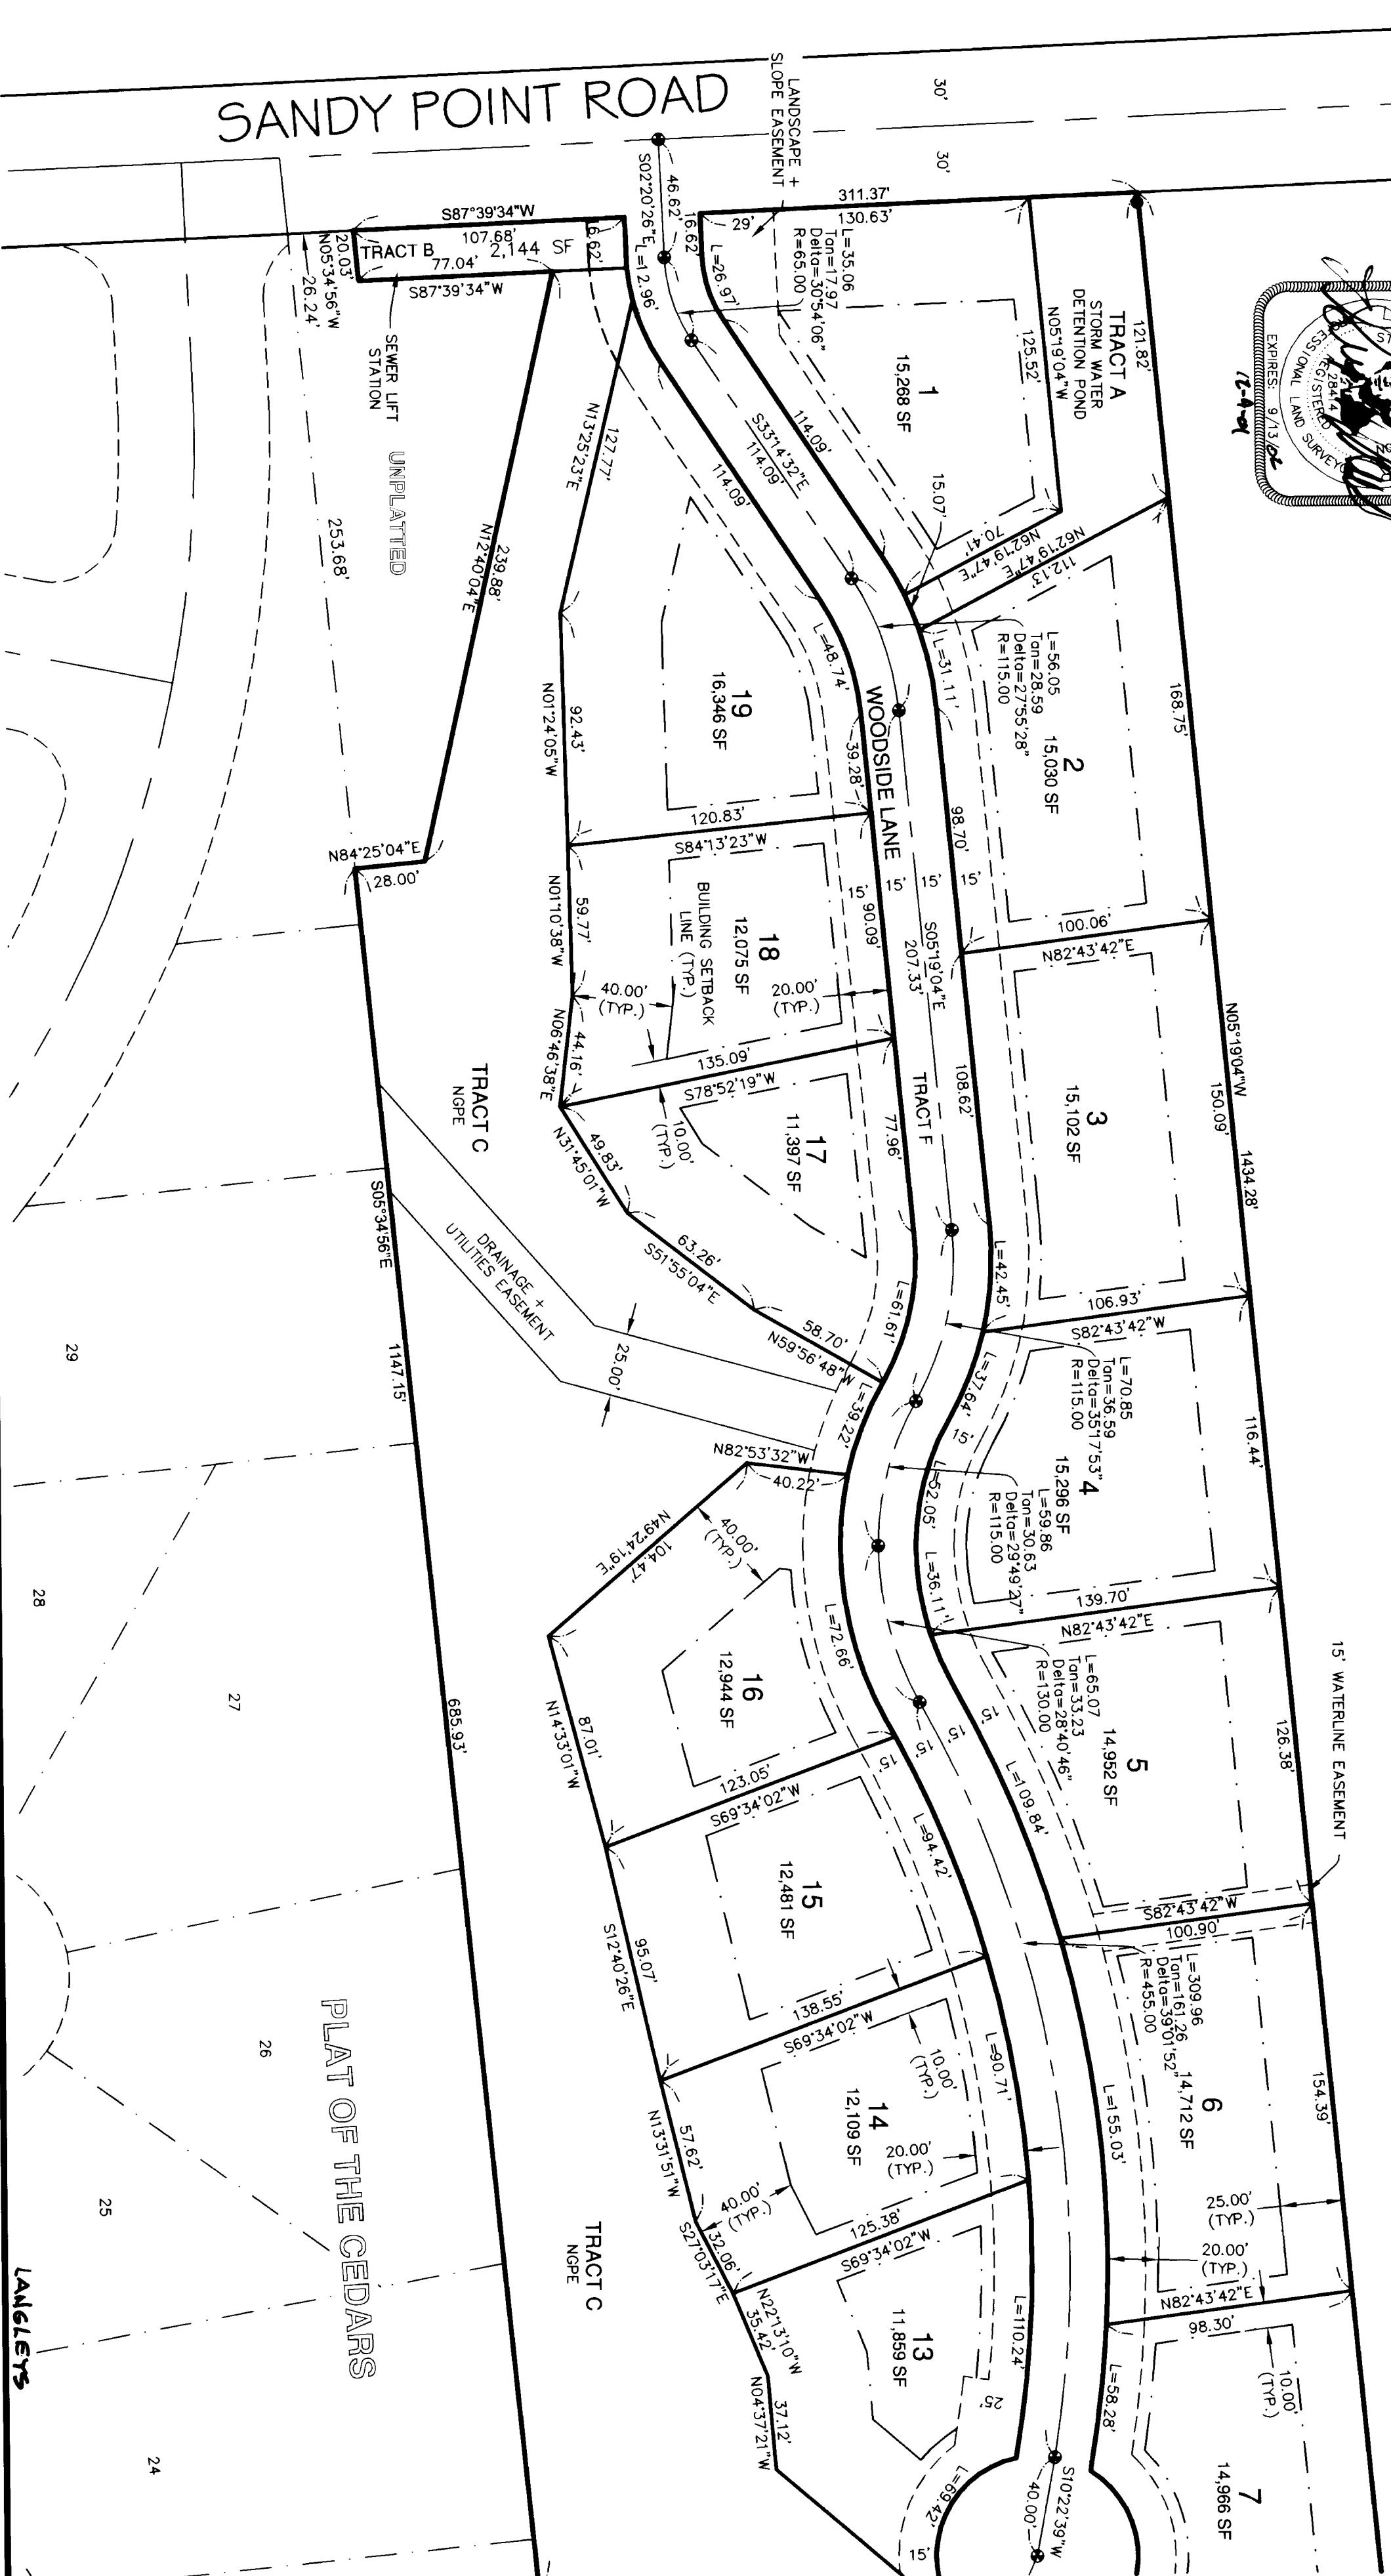 SANDY POINT ROAD
30'
30'
LANDSCAPE +
SLOPE EASEMENT
S02°20'26"E
46.62'
S87°39'34"W
107.68'
TRACT B
2,144 SF
77.04'
S87°39'34"W
20.03'
N05°34'56"W
26.24'
16.62'
L=12.96'
16.62'
L=26.97'
29'
311.37'
130.63'
L=35.06
Tan=17.97
Delta=30°54'06"
R=65.00
SEWER LIFT
STATION
UNPLATTED
253.68'
239.88'
N12°40'04"E
127.77'
N13°25'23"E
N84°25'04"E
28.00'
TRACT A
STORM WATER
DETENTION POND
121.82'
N05°19'04"W
125.52'
1
15,268 SF
15.07'
70.41'
N62°19'47"E
N62°19'47"E
112.13'
114.09'
S33°14'32"E
114.09'
114.09'
EXPIRES: 9/13/02
REGISTERED
28414
PROFESSIONAL LAND SURVEYOR
12-4-01
L=56.05
Tan=28.59
Delta=27°55'28"
R=115.00
L=31.11'
2
15,030 SF
168.75'
98.70'
100.06'
N82°43'42"E
WOODSIDE LANE
L=48.74'
39.28'
19
16,346 SF
92.43'
N01°24'05"W
120.83'
S84°13'23"W
15'
15'
15'
15'
90.09'
S05°19'04"E
207.33'
18
12,075 SF
BUILDING SETBACK
LINE (TYP.)
59.77'
N01°10'38"W
40.00'
(TYP.)
20.00'
(TYP.)
44.16'
N06°46'38"E
135.09'
S78°52'19"W
10.00'
(TYP.)
TRACT F
77.96'
108.62'
3
15,102 SF
N05°19'04"W
150.09'
1434.28'
17
11,397 SF
49.83'
N31°45'01"W
63.26'
S51°55'04"E
58.70'
N59°56'48"W
L=61.61'
L=42.45'
106.93'
S82°43'42"W
TRACT C
NGPE
DRAINAGE +
UTILITIES EASEMENT
25.00'
S05°34'56"E
1147.15'
685.93'
L=37.64'
L=39.22'
L=70.85
Tan=36.59
Delta=35°17'53"
R=115.00
4
15,296 SF
116.44'
15'
L=52.05'
L=59.86
Tan=30.63
Delta=29°49'27"
R=115.00
L=36.11'
139.70'
N82°43'42"E
N82°53'32"W
40.22'
N49°24'19"E
104.47'
40.00'
(TYP.)
16
12,944 SF
L=72.66'
87.01'
N14°33'01"W
123.05'
S69°34'02"W
L=65.07
Tan=33.23
Delta=28°40'46"
R=130.00
5
14,952 SF
126.38'
15' WATERLINE EASEMENT
15'
15'
15'
15'
L=109.84'
L=94.42'
S82°43'42"W
100.90'
15
12,481 SF
95.07'
S12°40'26"E
138.55'
S69°34'02"W
L=309.96
Tan=161.26
Delta=39°01'52"
R=455.00
6
14,712 SF
154.39'
L=155.03'
25.00'
(TYP.)
20.00'
(TYP.)
N82°43'42"E
98.30'
10.00'
(TYP.)
14
12,109 SF
L=90.71'
10.00'
(TYP.)
20.00'
(TYP.)
57.62'
N13°31'51"W
40.00'
(TYP.)
32.06'
S27°03'17"E
125.38'
S69°34'02"W
13
11,859 SF
L=110.24'
N22°13'10"W
35.42'
37.12'
N04°37'21"W
25'
L=58.28'
7
14,966 SF
S10°22'39"W
40.00'
L=69.42'
15'
TRACT C
NGPE
29
28
27
26
25
24
PLAT OF THE CEDARS
LANGLEYS